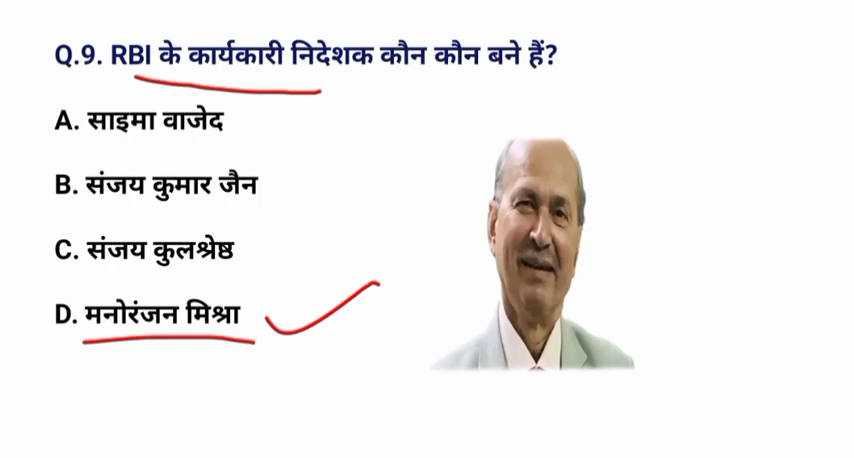 Q.9. RBI के कार्यकारी निदेशक कौन कौन बने हैं?
A. साइमा वाजेद
B. संजय कुमार जैन
C. संजय कुलश्रेष्ठ
D. मनोरंजन मिश्रा